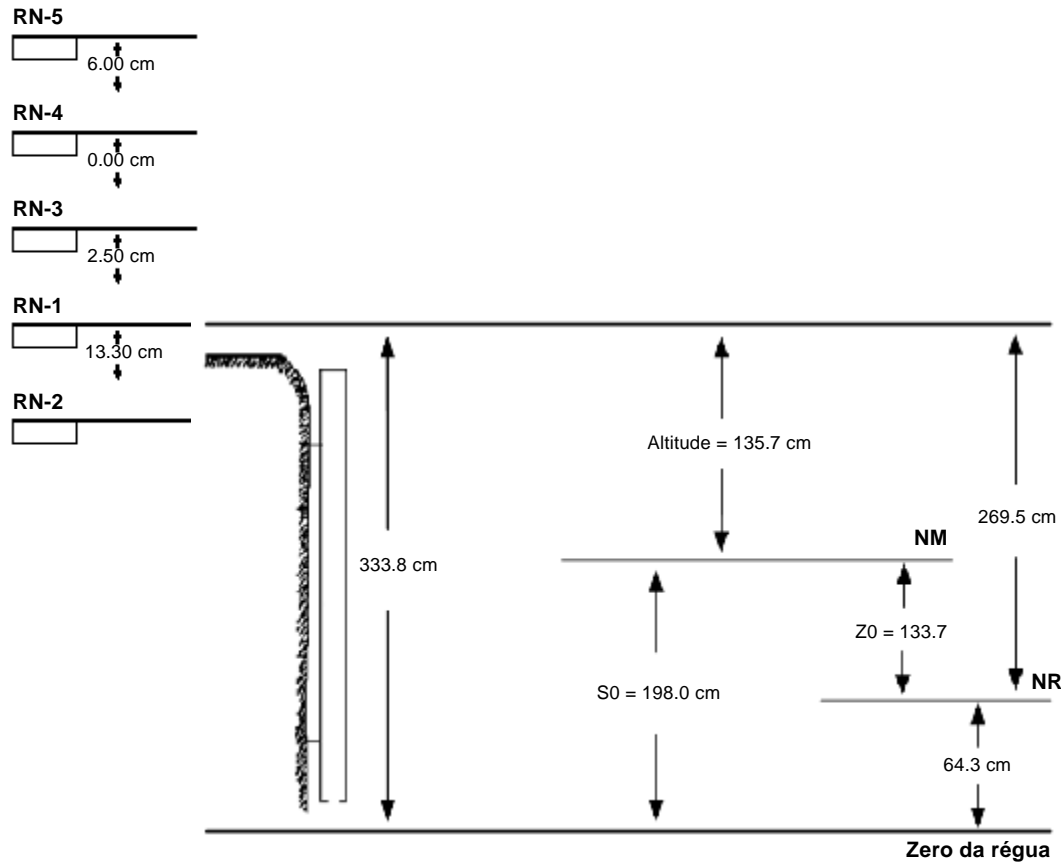 RN-5
6.00 cm
RN-4
0.00 cm
RN-3
2.50 cm
RN-1
13.30 cm
RN-2
Altitude = 135.7 cm
269.5 cm
NM
333.8 cm
Z0 = 133.7
NR
S0 = 198.0 cm
64.3 cm
Zero da régua